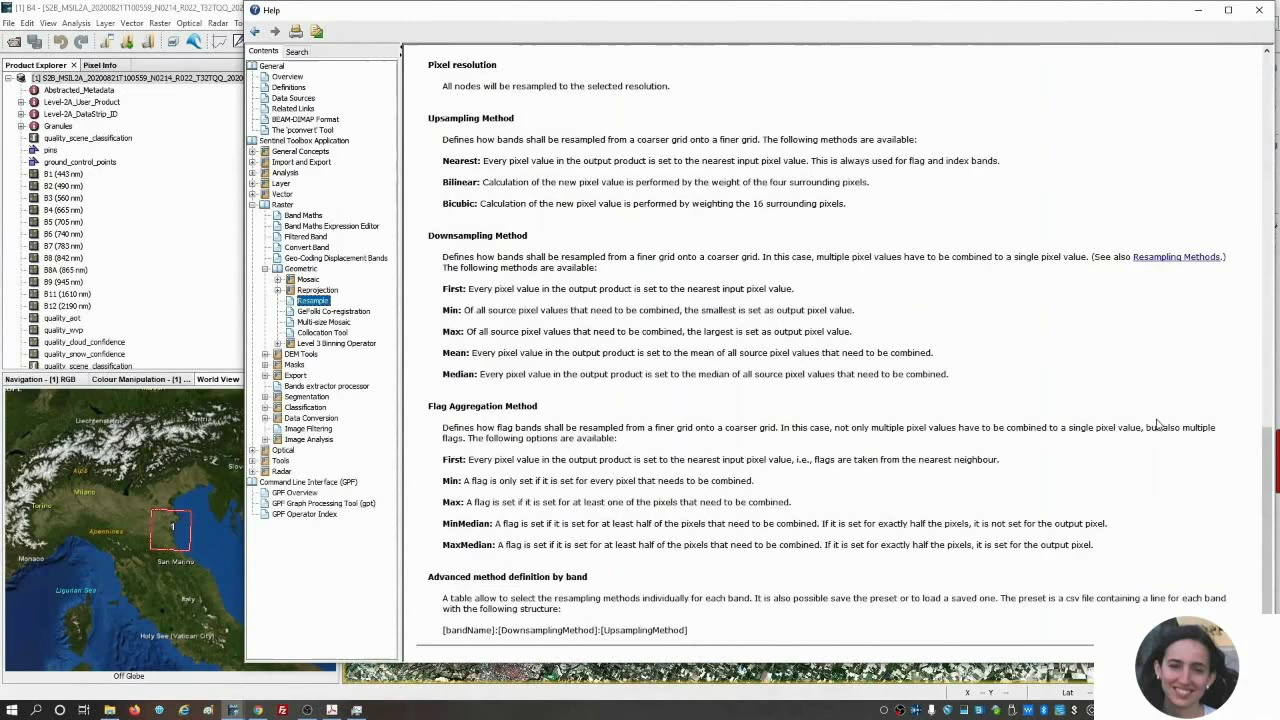 [1] B4 - [S2B_MSIL2A_20200821T100559_N0214_R022_T32TQQ_2020
File Edit View Analysis Layer Vector Raster Optical Radar
Product Explorer Pixel Info
[1] S2B_MSIL2A_20200821T100559_N0214_R022_T32TQQ_2020
Abstracted_Metadata
Level-2A_User_Product
Level-2A_DataStrip_ID
Granules
quality_scene_classification
pins
ground_control_points
B1 (443 nm)
B2 (490 nm)
B3 (560 nm)
B4 (665 nm)
B5 (705 nm)
B6 (740 nm)
B7 (783 nm)
B8 (842 nm)
B8A (865 nm)
B9 (945 nm)
B11 (1610 nm)
B12 (2190 nm)
quality_aot
quality_wvp
quality_cloud_confidence
quality_snow_confidence
quality_scene_classification
Navigation - [1] RGB Colour Manipulation - [1] ... World View
Liechtenstein
Austria
Alps
Milano
Torino
Apennines
1
Monaco
San Marino
Ligurian Sea
Italy
Holy See (Vatican City)
Off Globe
Help
Contents Search
General
Overview
Definitions
Data Sources
Related Links
BEAM-DIMAP Format
The 'pconvert' Tool
Sentinel Toolbox Application
General Concepts
Import and Export
Analysis
Layer
Vector
Raster
Band Maths
Band Maths Expression Editor
Filtered Band
Convert Band
Geo-Coding Displacement Bands
Geometric
Mosaic
Reprojection
Resample
GeFolki Co-registration
Multi-size Mosaic
Collocation Tool
Level 3 Binning Operator
DEM Tools
Masks
Export
Bands extractor processor
Segmentation
Classification
Data Conversion
Image Filtering
Image Analysis
Optical
Tools
Radar
Command Line Interface (GPF)
GPF Overview
GPF Graph Processing Tool (gpt)
GPF Operator Index
Pixel resolution
All nodes will be resampled to the selected resolution.
Upsampling Method
Defines how bands shall be resampled from a coarser grid onto a finer grid. The following methods are available:
Nearest: Every pixel value in the output product is set to the nearest input pixel value. This is always used for flag and index bands.
Bilinear: Calculation of the new pixel value is performed by the weight of the four surrounding pixels.
Bicubic: Calculation of the new pixel value is performed by weighting the 16 surrounding pixels.
Downsampling Method
Defines how bands shall be resampled from a finer grid onto a coarser grid. In this case, multiple pixel values have to be combined to a single pixel value. (See also Resampling Methods.)
The following methods are available:
First: Every pixel value in the output product is set to the nearest input pixel value.
Min: Of all source pixel values that need to be combined, the smallest is set as output pixel value.
Max: Of all source pixel values that need to be combined, the largest is set as output pixel value.
Mean: Every pixel value in the output product is set to the mean of all source pixel values that need to be combined.
Median: Every pixel value in the output product is set to the median of all source pixel values that need to be combined.
Flag Aggregation Method
Defines how flag bands shall be resampled from a finer grid onto a coarser grid. In this case, not only multiple pixel values have to be combined to a single pixel value, but also multiple
flags. The following options are available:
First: Every pixel value in the output product is set to the nearest input pixel value, i.e., flags are taken from the nearest neighbour.
Min: A flag is only set if it is set for every pixel that needs to be combined.
Max: A flag is set if it is set for at least one of the pixels that need to be combined.
MinMedian: A flag is set if it is set for at least half of the pixels that need to be combined. If it is set for exactly half the pixels, it is not set for the output pixel.
MaxMedian: A flag is set if it is set for at least half of the pixels that need to be combined. If it is set for exactly half the pixels, it is set for the output pixel.
Advanced method definition by band
A table allow to select the resampling methods individually for each band. It is also possible save the preset or to load a saved one. The preset is a csv file containing a line for each band
with the following structure:
[bandName]:[DownsamplingMethod]:[UpsamplingMethod]
X -- Y -- Lat